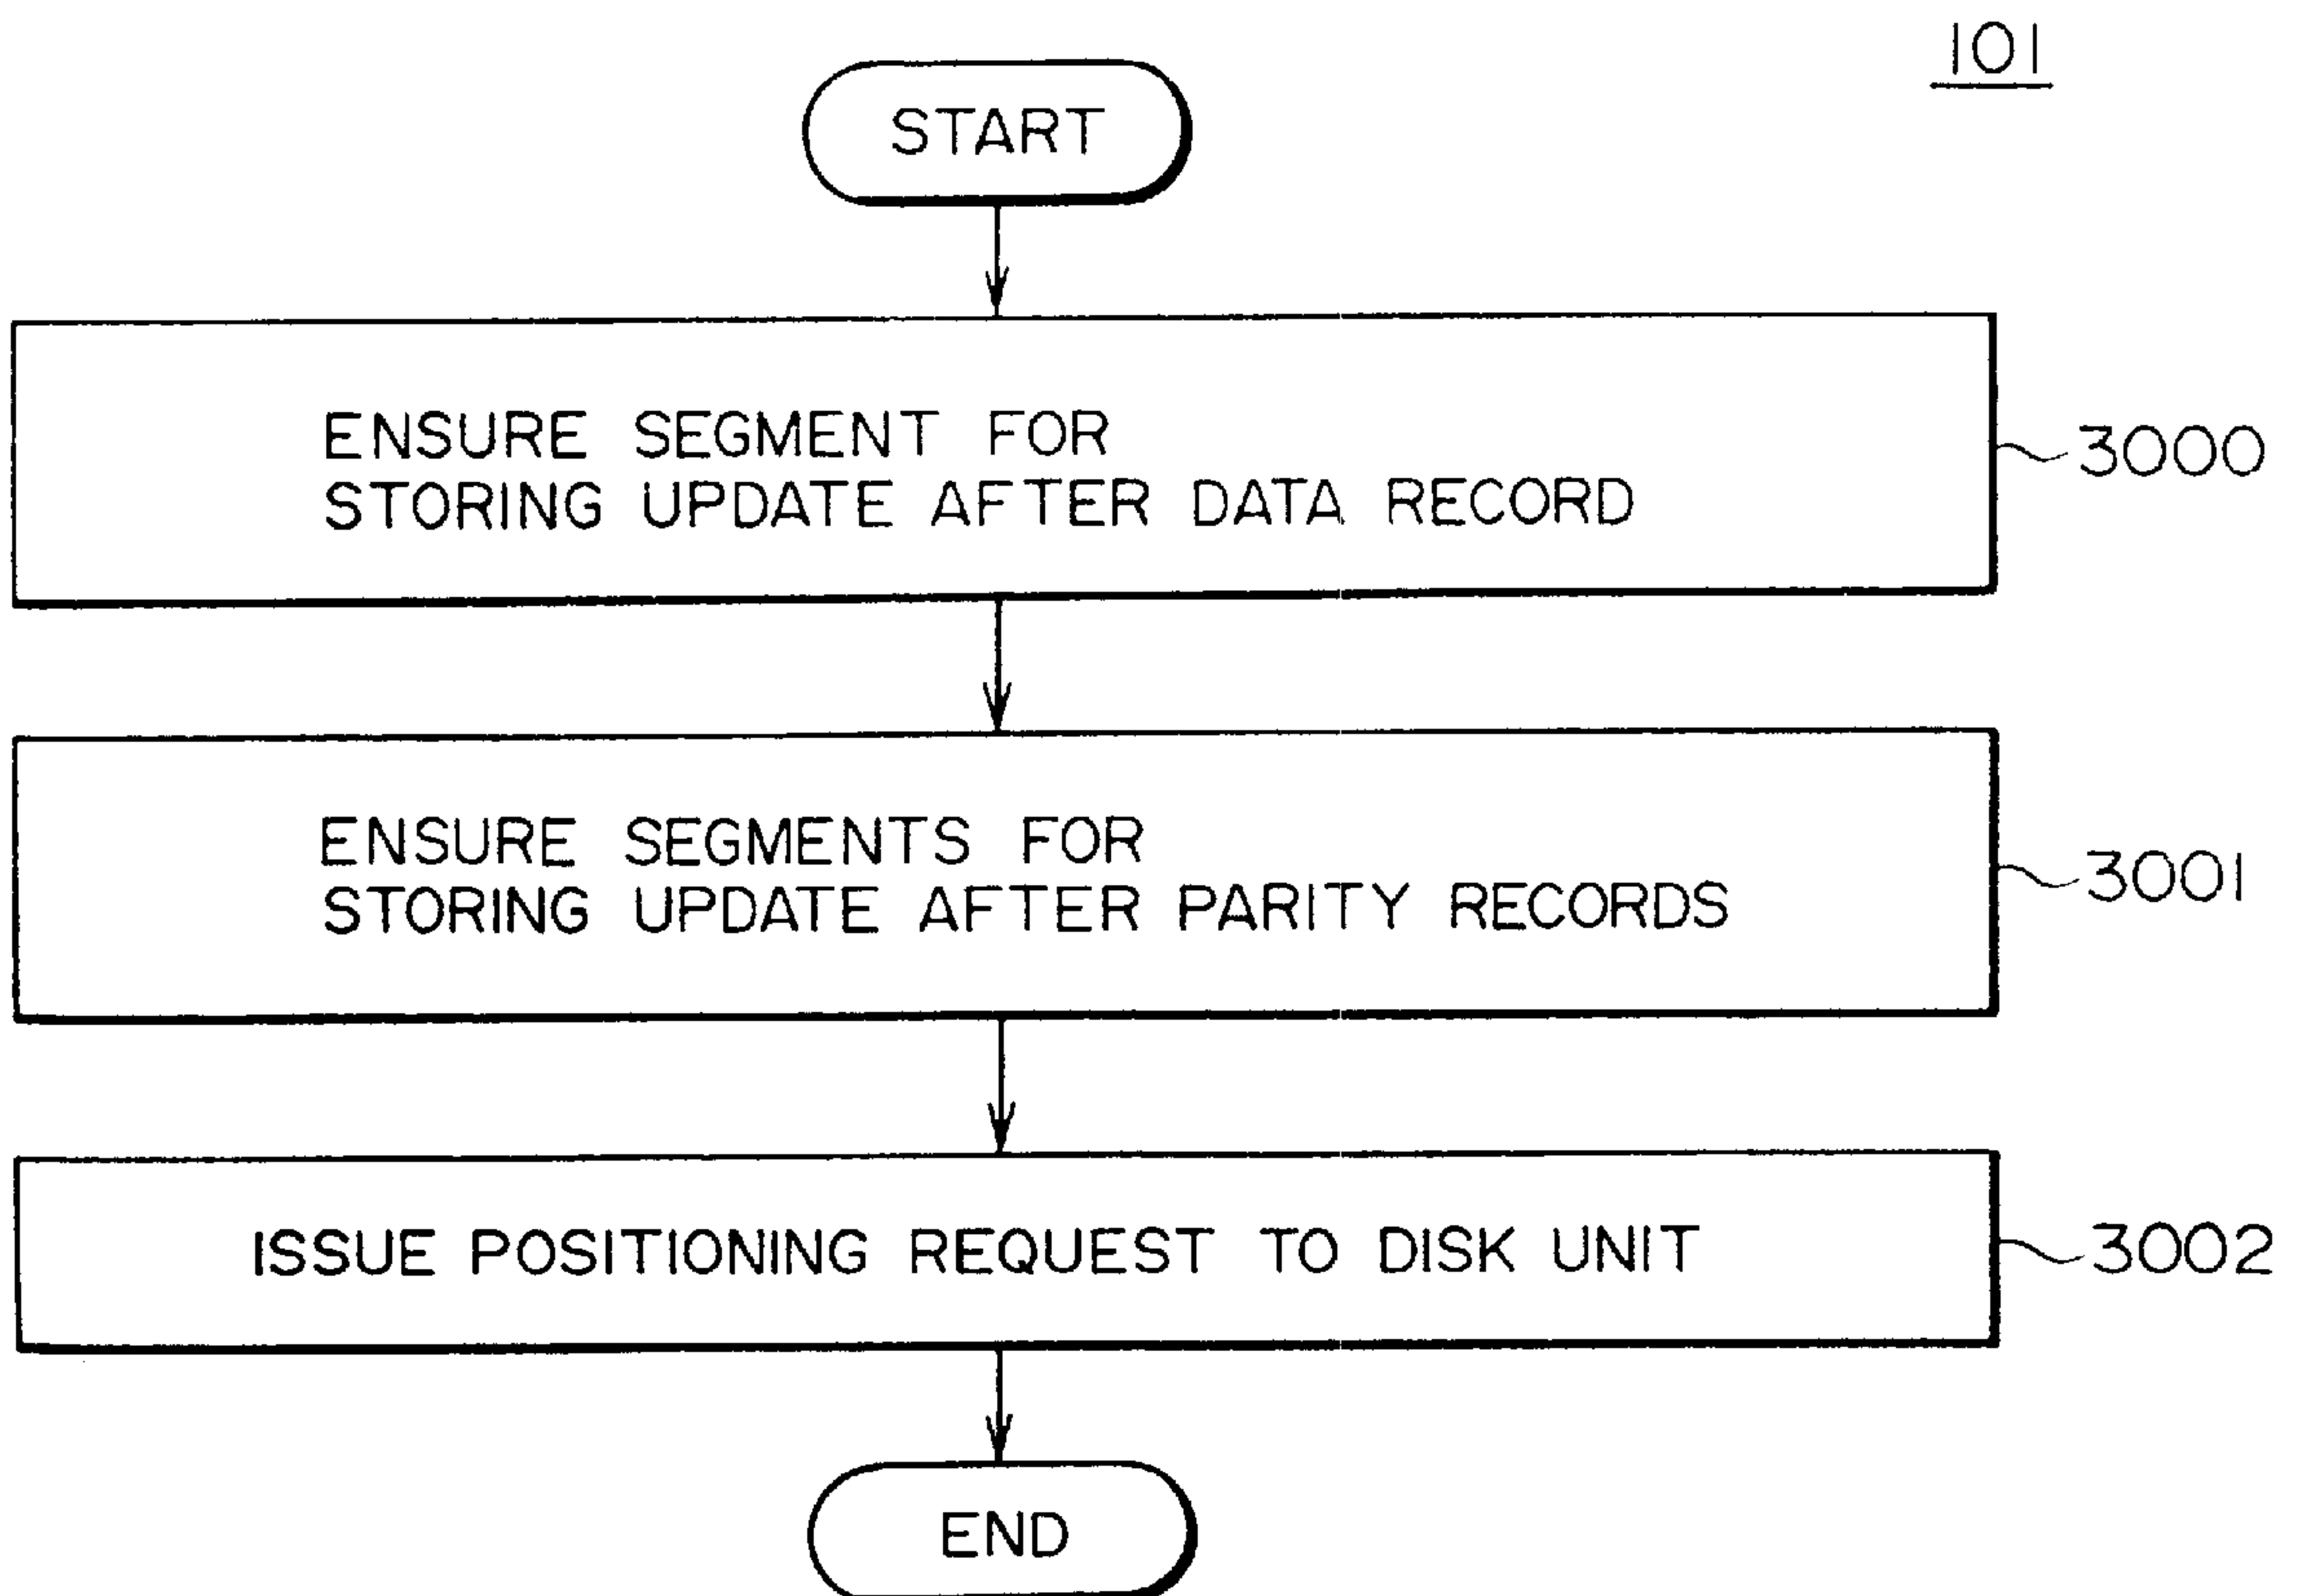 101
START
ENSURE SEGMENT FOR
STORING UPDATE AFTER DATA RECORD
3000
ENSURE SEGMENTS FOR
STORING UPDATE AFTER PARITY RECORDS
3001
ISSUE POSITIONING REQUEST TO DISK UNIT
3002
END